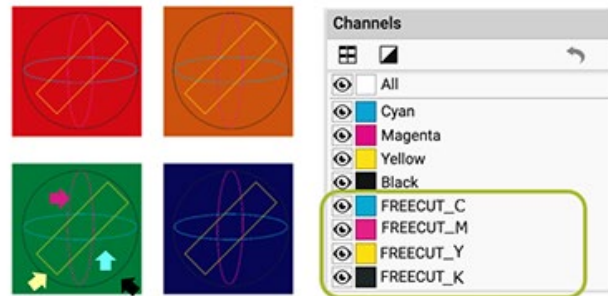 Channels
All
Cyan
Magenta
Yellow
Black
FREECUT_C
FREECUT_M
FREECUT_Y
FREECUT_K